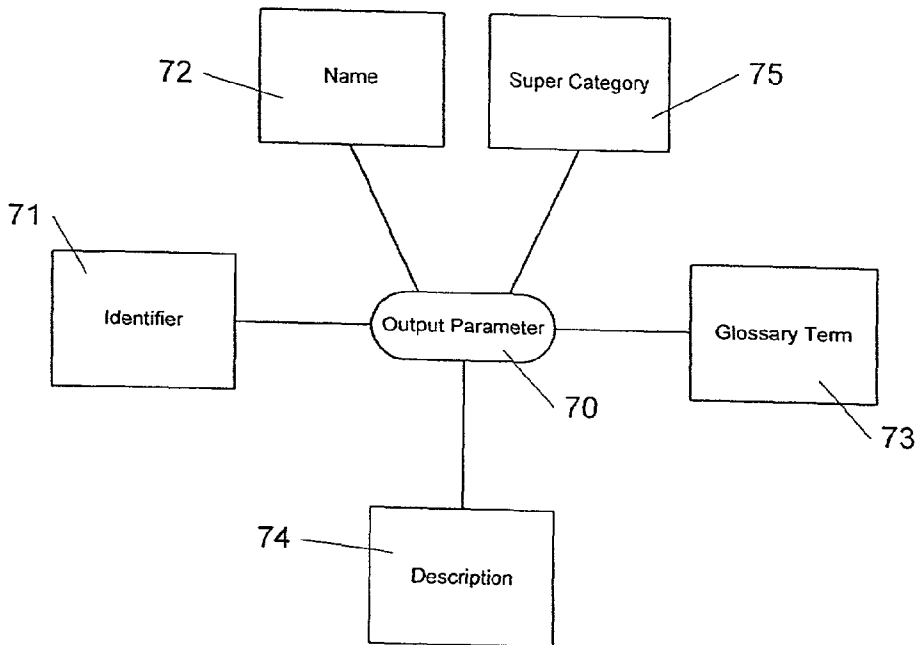 72
Name
Super Category
75
71
Identifier
Output Parameter
Glossary Term
70
73
74
Description